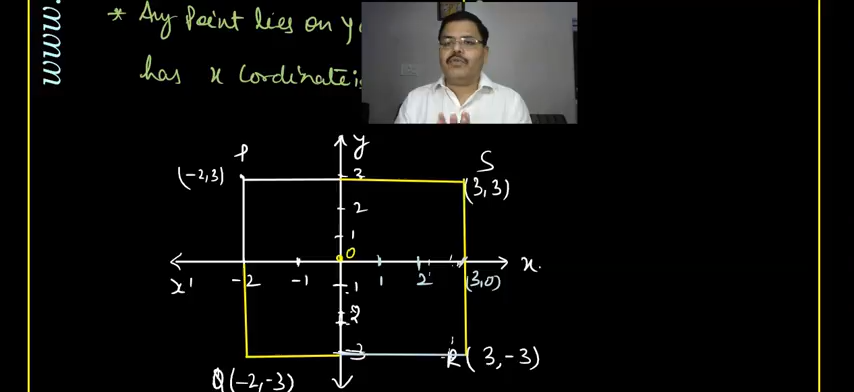 * Any Point lies on y
has x Cordinate
www.
P
y
S
(-2,3)
3
(3,3)
2
1
0
x'
-2
-1
1
2
(3,0)
x.
-1
-2
-3
R(3,-3)
Q(-2,-3)